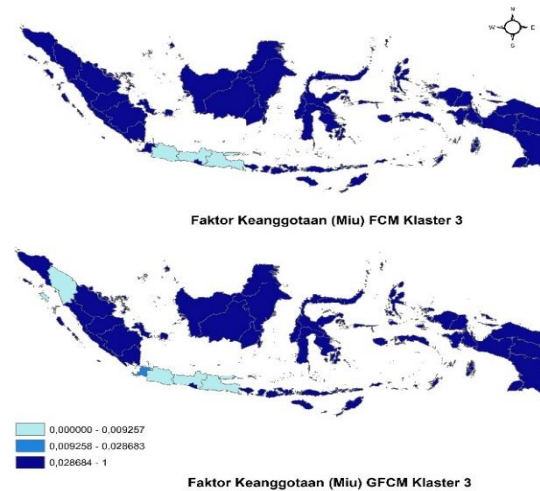 N
W E
S
Faktor Keanggotaan (Miu) FCM Klaster 3
0,000000 - 0,009257
0,009258 - 0,028683
0,028684 - 1
Faktor Keanggotaan (Miu) GFCM Klaster 3